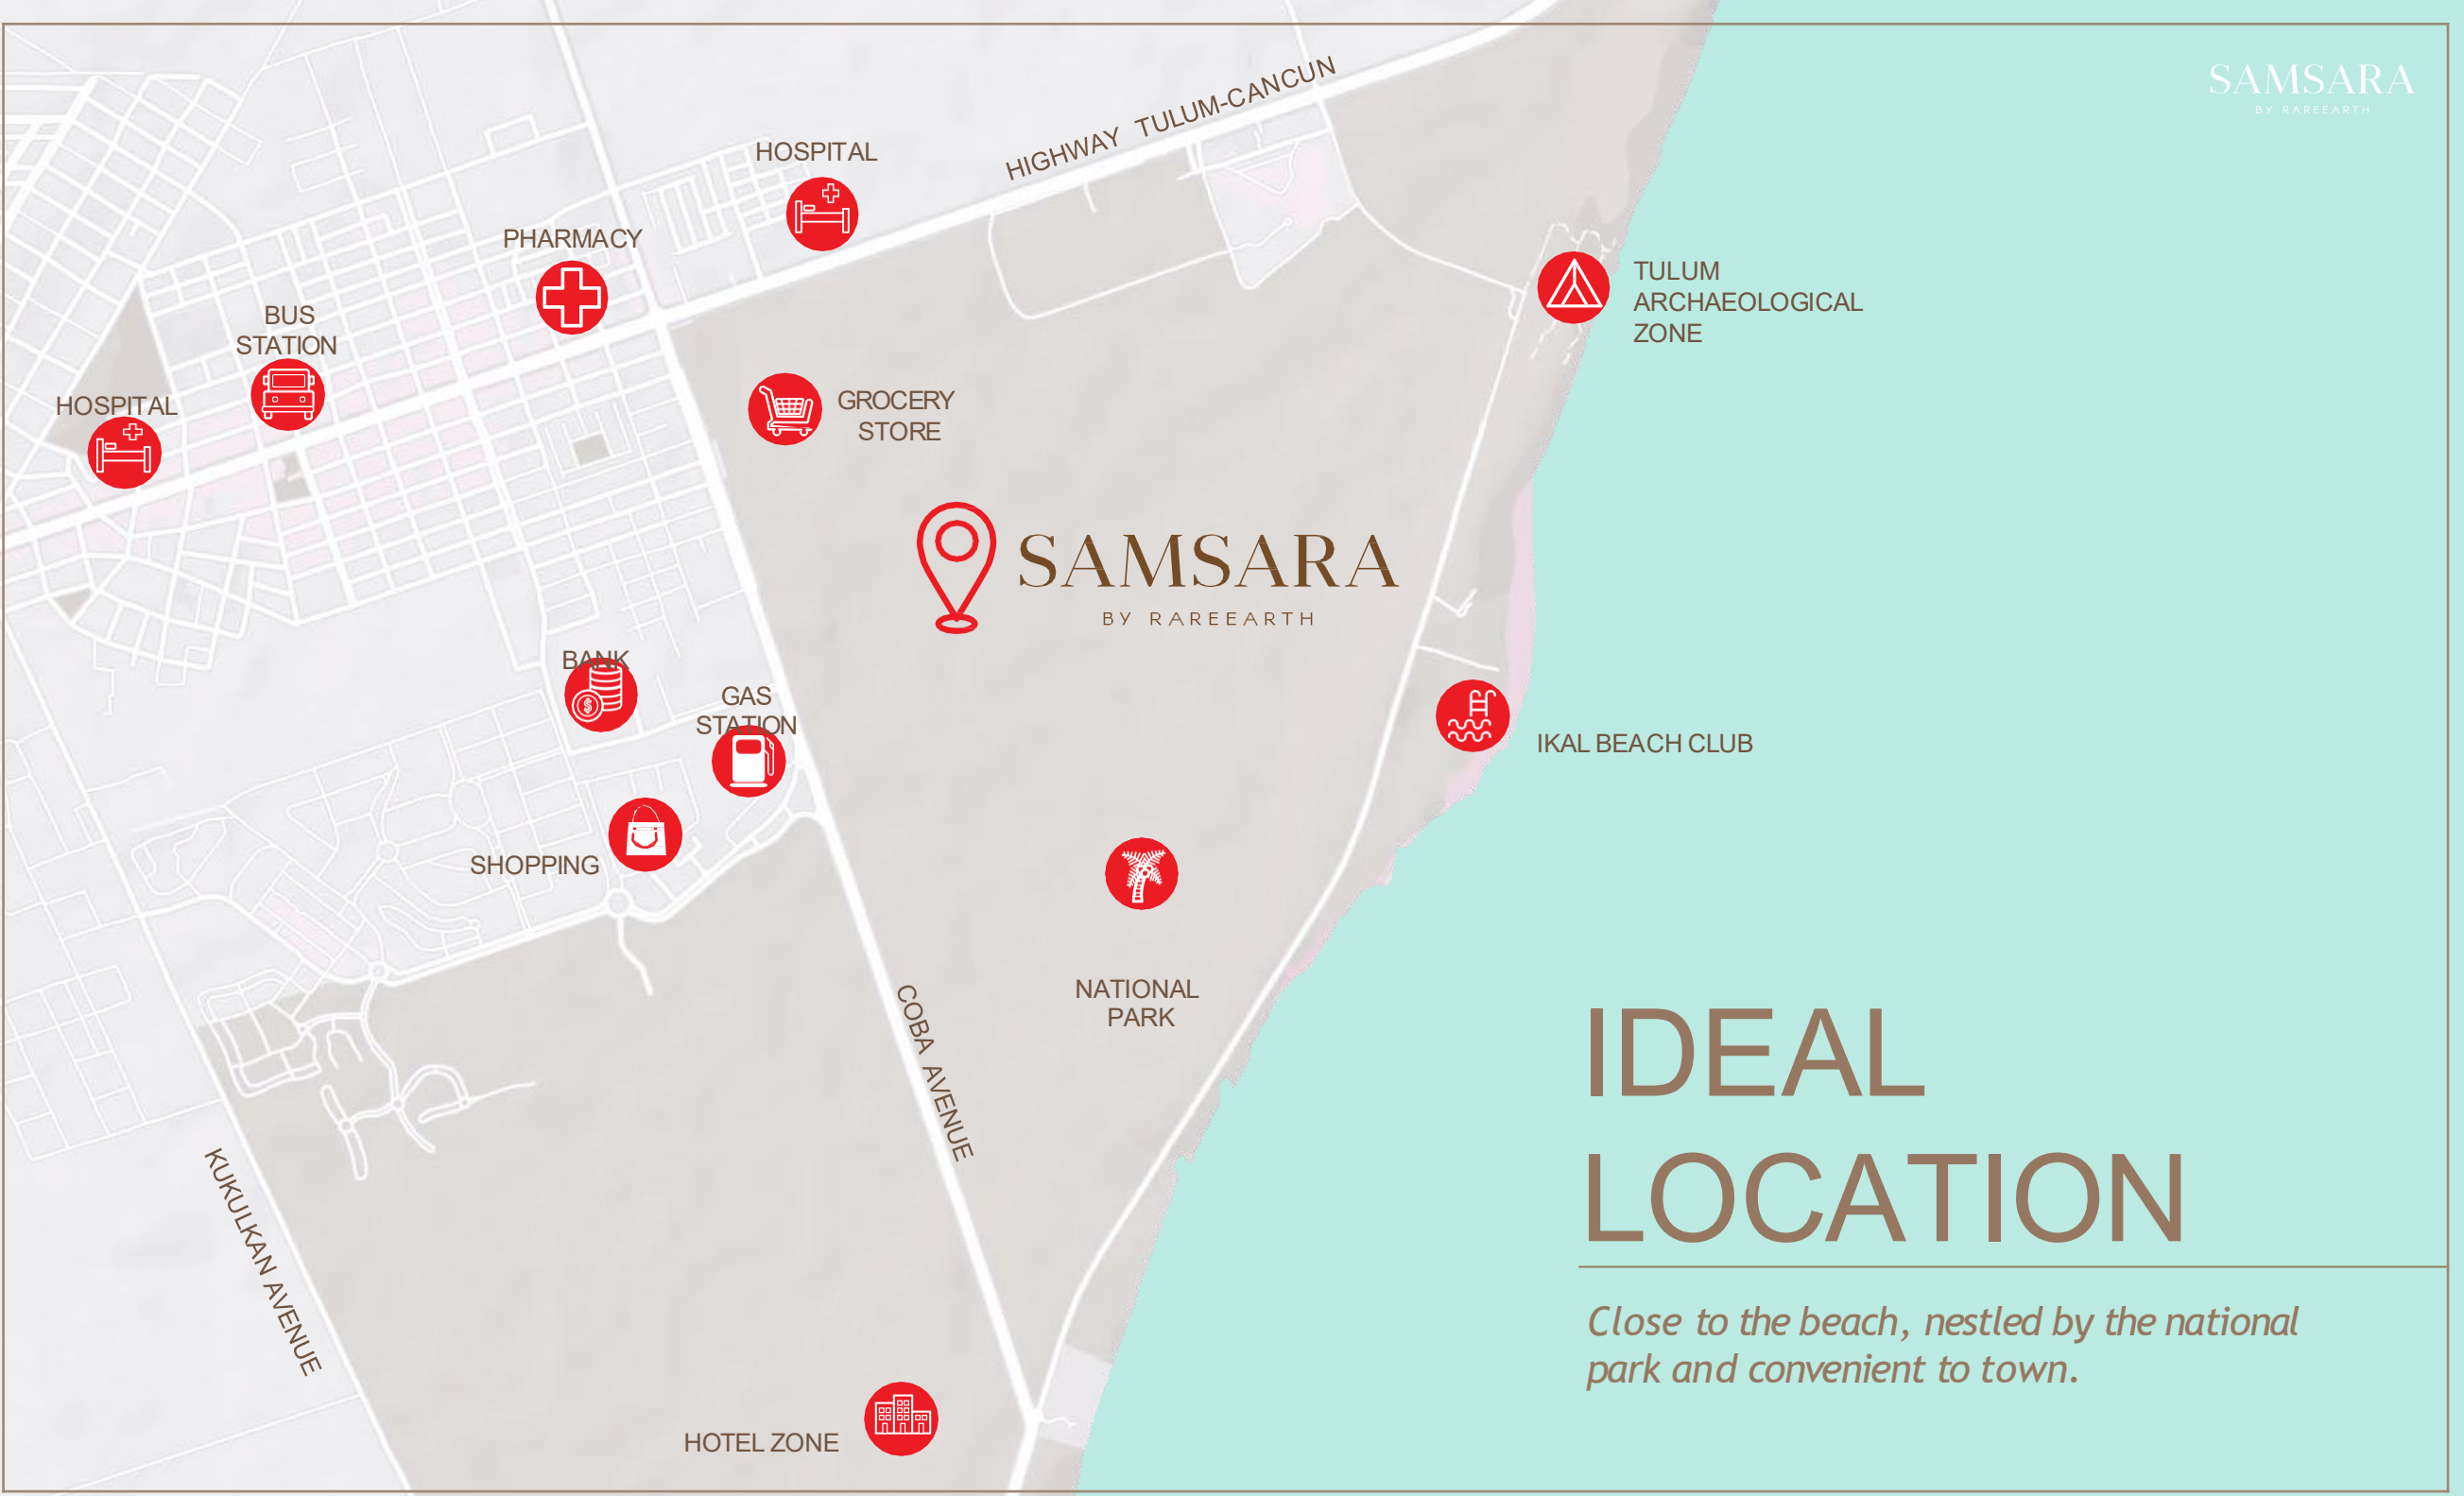 SAMSARA
BY RAREEARTH
HIGHWAY TULUM-CANCUN
HOSPITAL
PHARMACY
BUS
STATION
HOSPITAL
TULUM
ARCHAEOLOGICAL
ZONE
GROCERY
STORE
SAMSARA
BY RAREEARTH
BANK
$
GAS
STATION
IKAL BEACH CLUB
SHOPPING
NATIONAL
PARK
COBA AVENUE
KUKULKAN AVENUE
HOTEL ZONE
IDEAL
LOCATION
Close to the beach, nestled by the national
park and convenient to town.